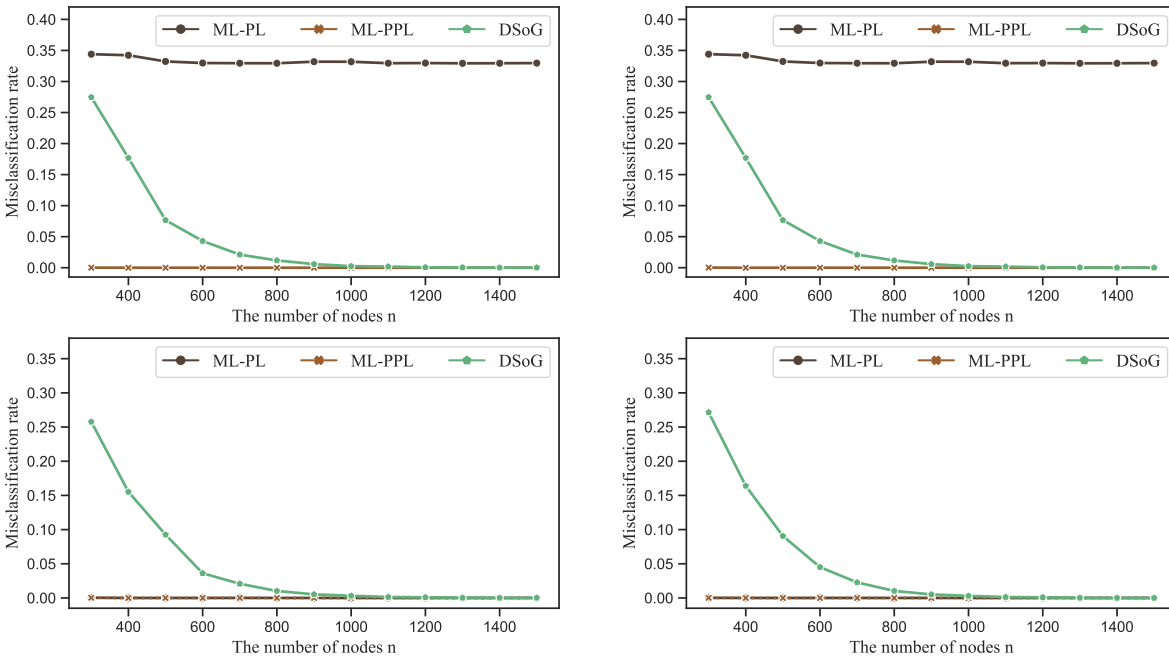 ML-PL ML-PPL DSoG
0.40
0.35
0.30
0.25
0.20
0.15
0.10
0.05
0.00
Misclassification rate
400 600 800 1000 1200 1400
The number of nodes n
ML-PL ML-PPL DSoG
0.40
0.35
0.30
0.25
0.20
0.15
0.10
0.05
0.00
Misclassification rate
400 600 800 1000 1200 1400
The number of nodes n
ML-PL ML-PPL DSoG
0.35
0.30
0.25
0.20
0.15
0.10
0.05
0.00
Misclassification rate
400 600 800 1000 1200 1400
The number of nodes n
ML-PL ML-PPL DSoG
0.35
0.30
0.25
0.20
0.15
0.10
0.05
0.00
Misclassification rate
400 600 800 1000 1200 1400
The number of nodes n